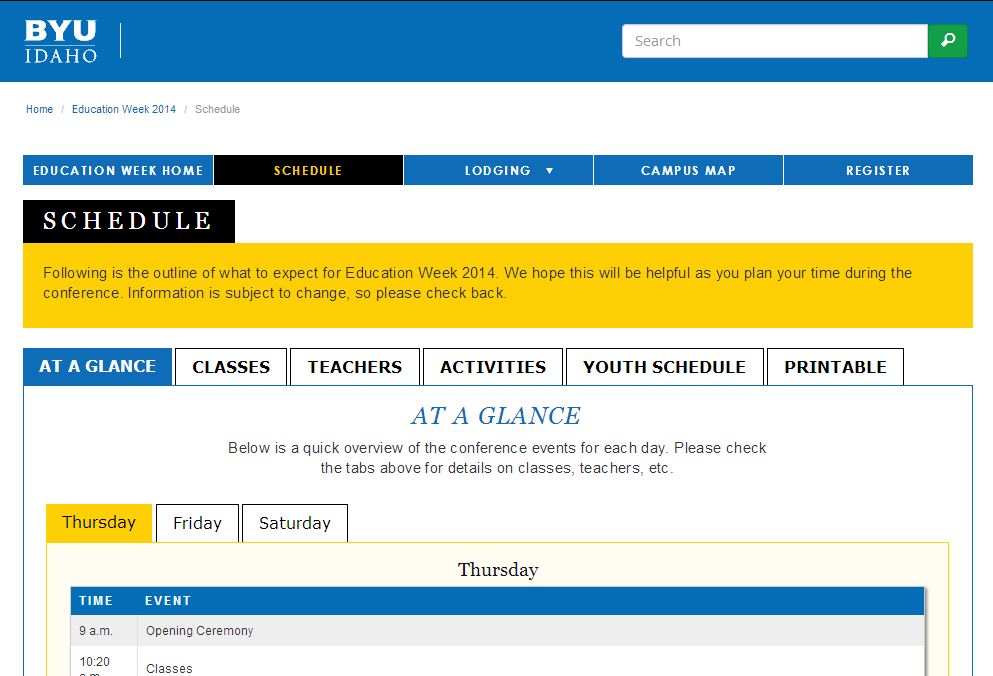 BYU
IDAHO
Search
Home / Education Week 2014 / Schedule
EDUCATION WEEK HOME
SCHEDULE
LODGING ▼
CAMPUS MAP
REGISTER
SCHEDULE
Following is the outline of what to expect for Education Week 2014. We hope this will be helpful as you plan your time during the
conference. Information is subject to change, so please check back.
AT A GLANCE
CLASSES
TEACHERS
ACTIVITIES
YOUTH SCHEDULE
PRINTABLE
AT A GLANCE
Below is a quick overview of the conference events for each day. Please check
the tabs above for details on classes, teachers, etc.
Thursday
Friday
Saturday
Thursday
TIME EVENT
9 a.m. Opening Ceremony
10:20
a.m. Classes